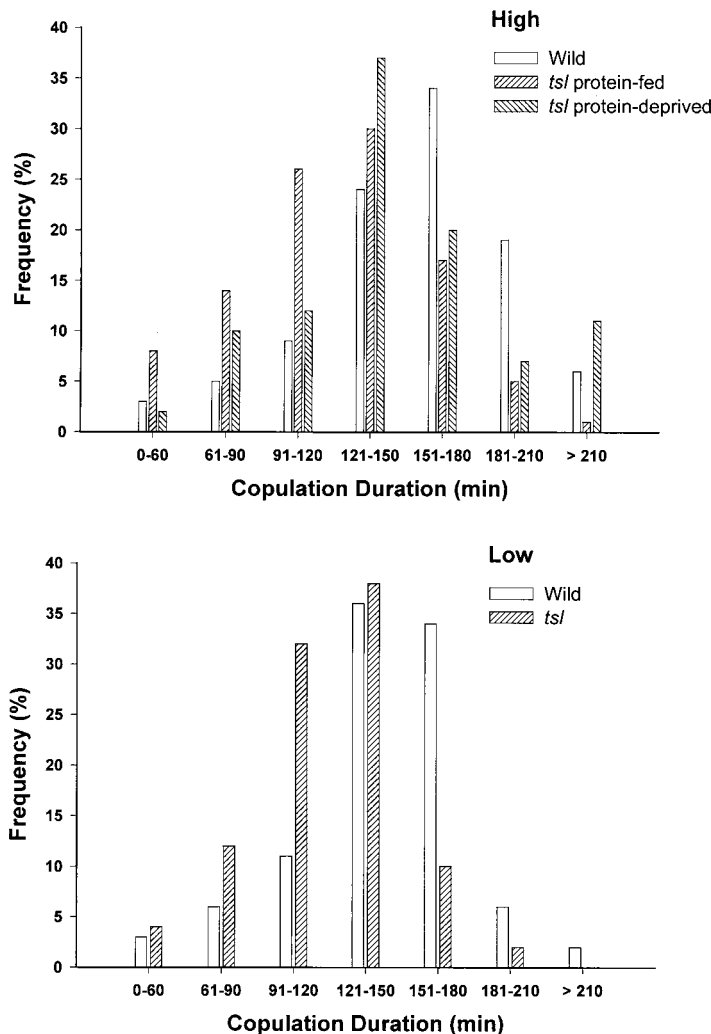 High
Wild
tsl protein-fed
tsl protein-deprived
40
35
30
25
20
15
10
5
0
Frequency (%)
0-60 61-90 91-120 121-150 151-180 181-210 > 210
Copulation Duration (min)
Low
Wild
tsl
40
35
30
25
20
15
10
5
0
Frequency (%)
0-60 61-90 91-120 121-150 151-180 181-210 > 210
Copulation Duration (min)